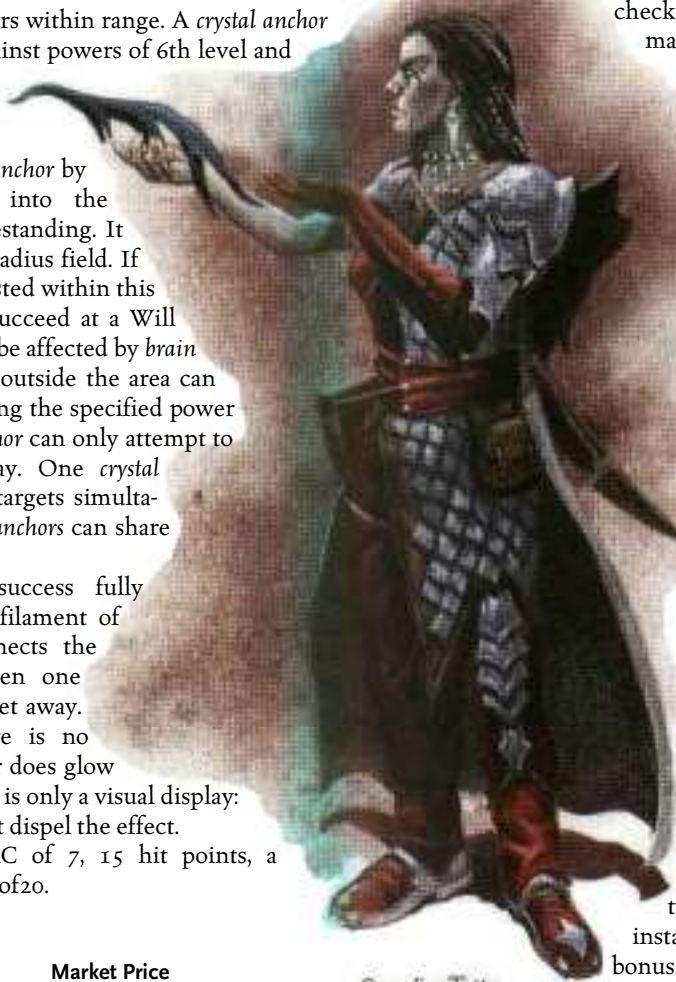 rs within range. A crystal anchor
inst powers of 6th level and
nchor by
into the
estanding. It
adius field. If
sted within this
ucceed at a Will
be affected by brain
outside the area can
ng the specified power
hor can only attempt to
ay. One crystal
targets simulta-
anchors can share
success fully
filament of
nects the
en one
et away.
e is no
r does glow
is only a visual display:
t dispel the effect.
C of 7, 15 hit points, a
of20.
Market Price
check
ma
t
insta
bonus